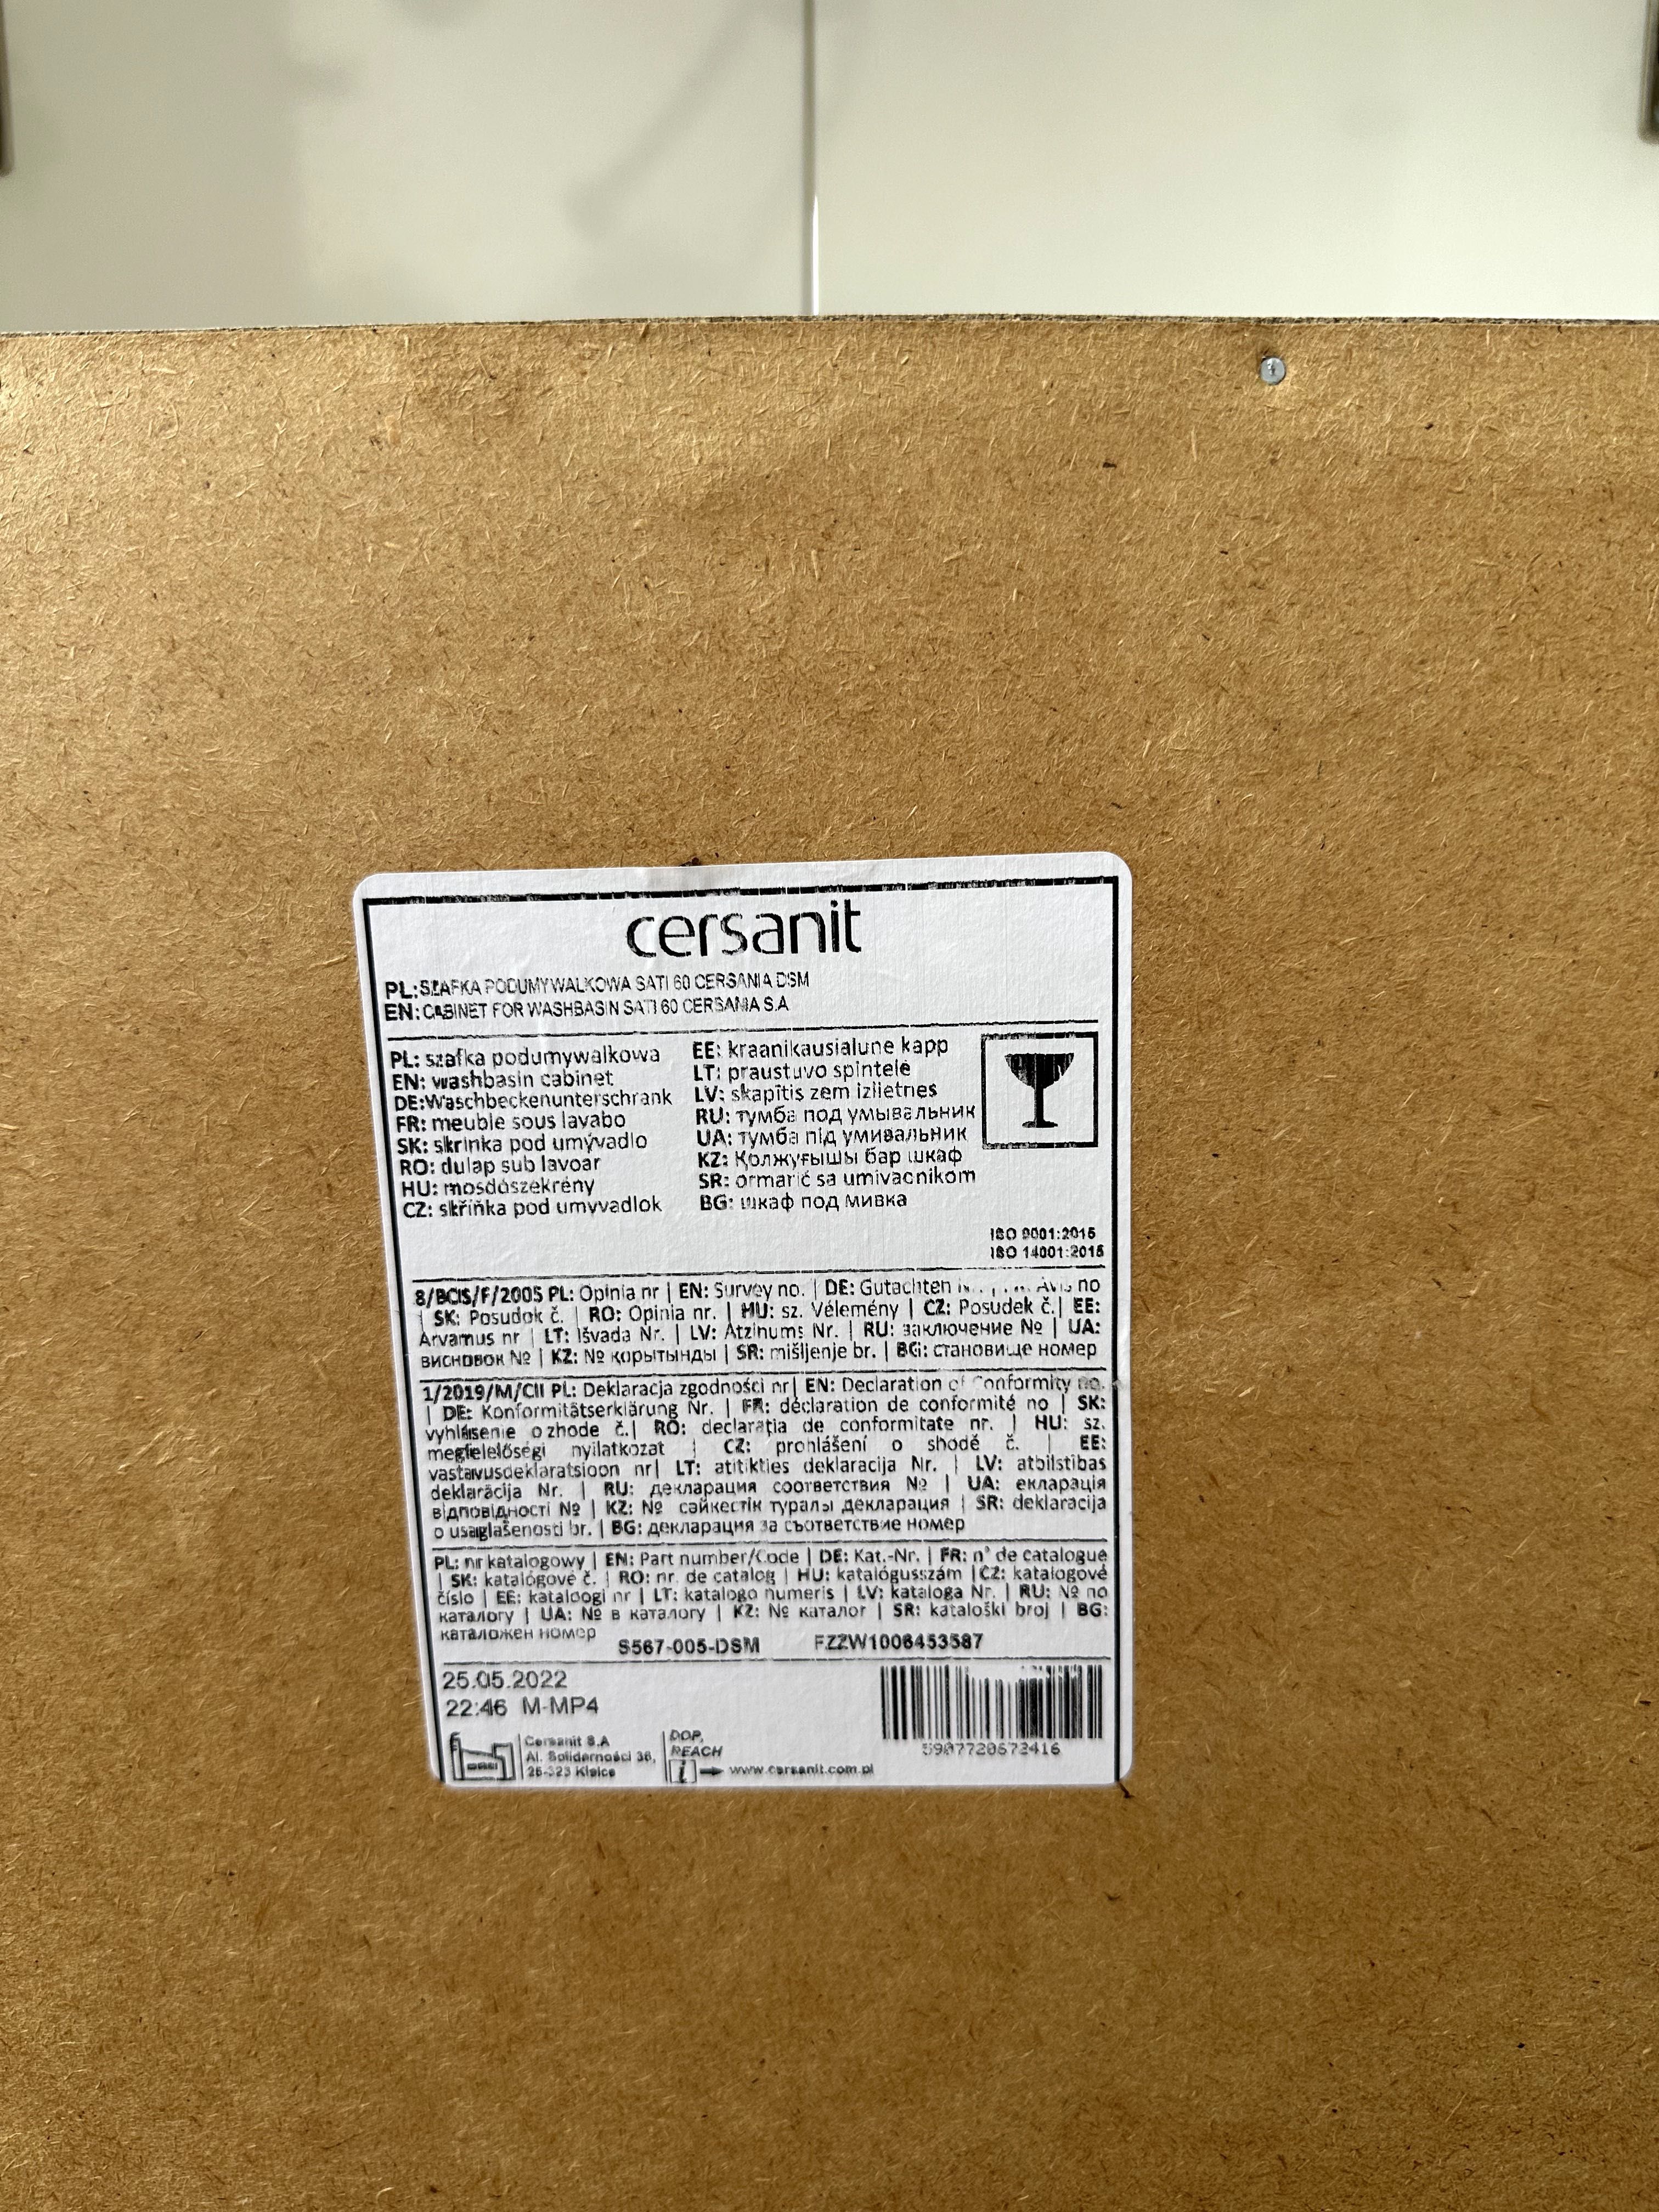 cersanit
PL: SZAFKA PODUMYWALKOWA SATI 60 CERSANIA DSM
EN: CABINET FOR WASHBASIN SATI 60 CERSANIA S.A
PL: szafka podumywalkowa
EN: washbasin cabinet
DE:Waschbeckenunterschrank
FR: meuble sous lavabo
SK: skrinka pod umývadlo
RO: dulap sub lavoar
HU: mosdószekrény
CZ: skříňka pod umyvadlok
EE: kraanikausialune kapp
LT: praustuvo spintelė
LV: skapītis zem izlietnes
RU: тумба под умывальник
UA: тумба під умивальник
KZ: Қолжуғышы бар шкаф
SR: ormarić sa umivaonikom
BG: шкаф под мивка
ISO 9001:2015
ISO 14001:2015
8/BCIS/F/2005 PL: Opinia nr | EN: Survey no. | DE: Gutachten no
| SK: Posudok č. | RO: Opinia nr. | HU: sz. Vélemény | CZ: Posudek č.| EE:
Arvamus nr | LT: Išvada Nr. | LV: Atzinums Nr. | RU: заключение № | UA:
висновок № | KZ: № қорытынды | SR: mišljenje br. | BG: становище номер
1/2019/M/CII PL: Deklaracja zgodności nr| EN: Declaration of Conformity no.
| DE: Konformitätserklärung Nr. | FR: déclaration de conformité no | SK:
vyhlásenie o zhode č.| RO: declarația de conformitate nr. | HU: sz.
megfelelőségi nyilatkozat | CZ: prohlášení o shodě č. | EE:
vastavusdeklaratsioon nr| LT: atitikties deklaracija Nr. | LV: atbilstības
deklarācija Nr. | RU: декларация соответствия № | UA: екларація
відповідності № | KZ: № сәйкестік туралы декларация | SR: deklaracija
o usaglašenosti br. | BG: декларация за съответствие номер
PL: nr katalogowy | EN: Part number/Code | DE: Kat.-Nr. | FR: n° de catalogue
| SK: katalógové č. | RO: nr. de catalog | HU: katalógusszám |CZ: katalogové
číslo | EE: kataloogi nr | LT: katalogo numeris | LV: kataloga Nr. | RU: № по
каталогу | UA: № в каталогу | KZ: № каталог | SR: kataloški broj | BG:
каталожен номер
S567-005-DSM FZZW1006453587
25.05.2022
22:46 M-MP4
Cersanit S.A
Al. Solidarności 36,
25-323 Kielce
DOP,
REACH
i www.cersanit.com.pl
5907720672416